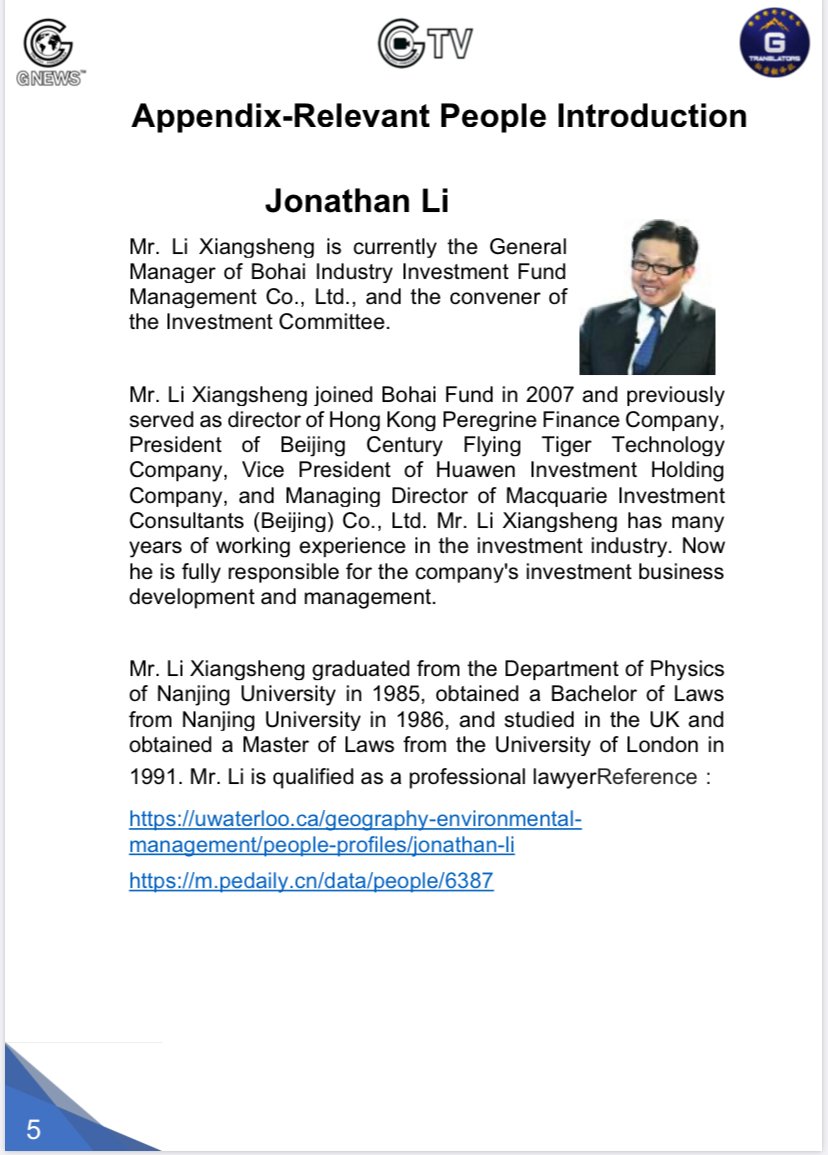 GNEWS™
GTV
G
TRANSLATORS
Appendix-Relevant People Introduction
Jonathan Li
Mr. Li Xiangsheng is currently the General
Manager of Bohai Industry Investment Fund
Management Co., Ltd., and the convener of
the Investment Committee.
Mr. Li Xiangsheng joined Bohai Fund in 2007 and previously
served as director of Hong Kong Peregrine Finance Company,
President of Beijing Century Flying Tiger Technology
Company, Vice President of Huawen Investment Holding
Company, and Managing Director of Macquarie Investment
Consultants (Beijing) Co., Ltd. Mr. Li Xiangsheng has many
years of working experience in the investment industry. Now
he is fully responsible for the company's investment business
development and management.
Mr. Li Xiangsheng graduated from the Department of Physics
of Nanjing University in 1985, obtained a Bachelor of Laws
from Nanjing University in 1986, and studied in the UK and
obtained a Master of Laws from the University of London in
1991. Mr. Li is qualified as a professional lawyerReference：
https://uwaterloo.ca/geography-environmental-
management/people-profiles/jonathan-li
https://m.pedaily.cn/data/people/6387
5